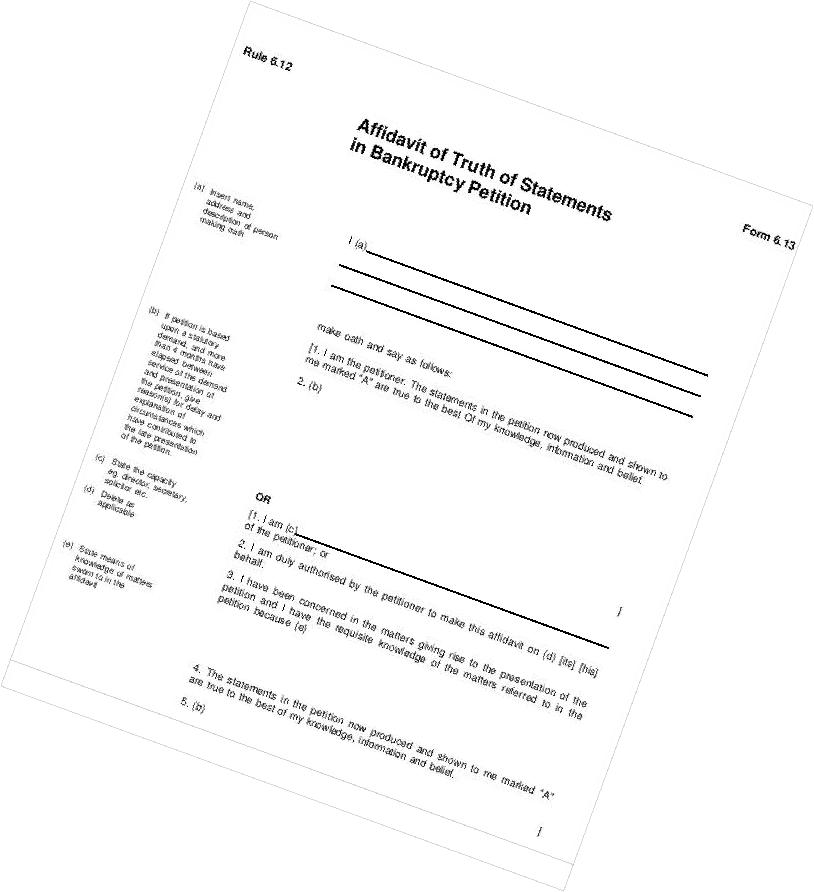 Rule 6.12
Form 6.13
Affidavit of Truth of Statements
in Bankruptcy Petition
(a) Insert name,
address and
description of person
making oath
I (a)
make oath and say as follows:
[1. I am the petitioner. The statements in the petition now produced and shown to
me marked "A" are true to the best Of my knowledge, information and belief.
2. (b)
]
(b) If petition is based
upon a statutory
demand, and more
than 4 months have
elapsed between
service of the demand
and presentation of
the petition, give
reason(s) for delay and
explanation of
circumstances which
have contributed to
the late presentation
of the petition.
OR
(c) State the capacity
eg. director, secretary,
solicitor etc.
[1. I am (c)
of the petitioner; or
(d) Delete as
applicable
2. I am duly authorised by the petitioner to make this affidavit on (d) [its] [his]
behalf.
(e) State means of
knowledge of matters
sworn to in the
affidavit
3. I have been concerned in the matters giving rise to the presentation of the
petition and I have the requisite knowledge of the matters referred to in the
petition because (e)
4. The statements in the petition now produced and shown to me marked "A"
are true to the best of my knowledge, information and belief.
5. (b)
]